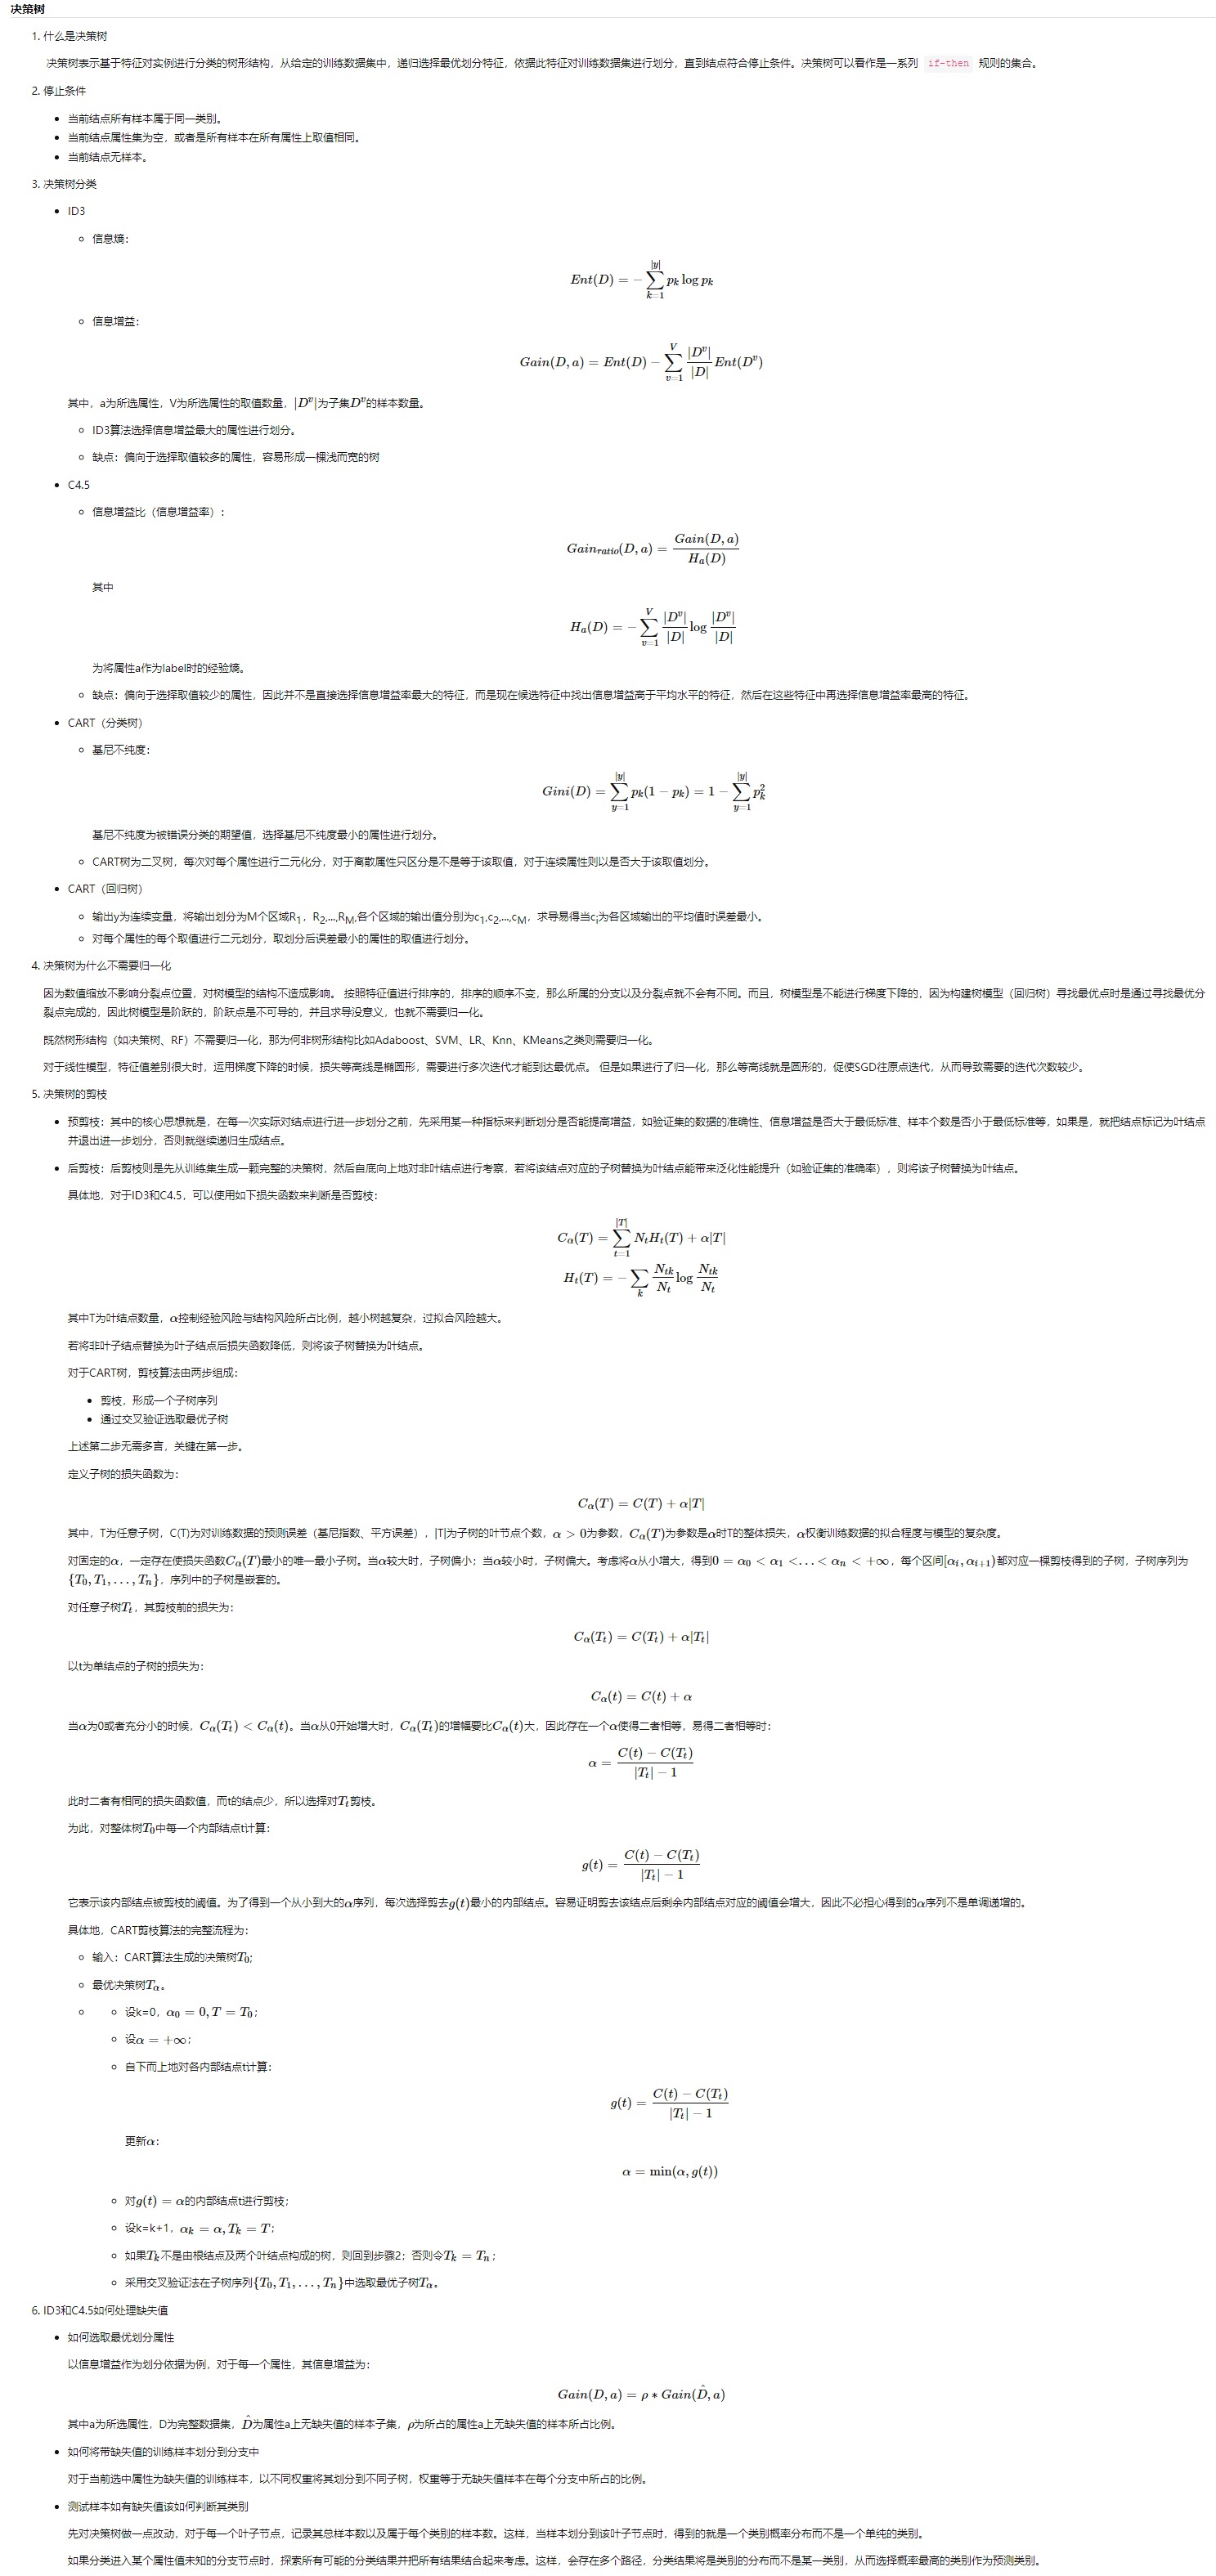 决策树
1. 什么是决策树
决策树表示基于特征对实例进行分类的树形结构，从给定的训练数据集中，递归选择最优划分特征，依据此特征对训练数据集进行划分，直到结点符合停止条件。决策树可以看作是一系列 if-then 规则的集合。
2. 停止条件
• 当前结点所有样本属于同一类别。
• 当前结点属性集为空，或者是所有样本在所有属性上取值相同。
• 当前结点无样本。
3. 决策树分类
• ID3
◦ 信息熵：
$Ent(D) = -\sum_{k=1}^{|y|} p_k \log p_k$
◦ 信息增益：
$Gain(D,a) = Ent(D) - \sum_{v=1}^{V} \frac{|D^v|}{|D|} Ent(D^v)$
其中，a为所选属性，V为所选属性的取值数量，$|D^v|$为子集$D^v$的样本数量。
◦ ID3算法选择信息增益最大的属性进行划分。
◦ 缺点：偏向于选择取值较多的属性，容易形成一棵浅而宽的树
• C4.5
◦ 信息增益比（信息增益率）：
$Gain_{ratio}(D,a) = \frac{Gain(D,a)}{H_a(D)}$
其中
$H_a(D) = -\sum_{v=1}^{V} \frac{|D^v|}{|D|} \log \frac{|D^v|}{|D|}$
为将属性a作为label时的经验熵。
◦ 缺点：偏向于选择取值较少的属性，因此并不是直接选择信息增益率最大的特征，而是现在候选特征中找出信息增益高于平均水平的特征，然后在这些特征中再选择信息增益率最高的特征。
• CART（分类树）
◦ 基尼不纯度：
$Gini(D) = \sum_{y=1}^{|y|} p_k(1-p_k) = 1 - \sum_{y=1}^{|y|} p_k^2$
基尼不纯度为被错误分类的期望值，选择基尼不纯度最小的属性进行划分。
◦ CART树为二叉树，每次对每个属性进行二元化分，对于离散属性只区分是不是等于该取值，对于连续属性则以是否大于该取值划分。
• CART（回归树）
◦ 输出y为连续变量，将输出划分为M个区域R₁，R₂,...,R_M,各个区域的输出值分别为c₁,c₂,...,c_M，求导易得当c_i为各区域输出的平均值时误差最小。
◦ 对每个属性的每个取值进行二元划分，取划分后误差最小的属性的取值进行划分。
4. 决策树为什么不需要归一化
因为数值缩放不影响分裂点位置，对树模型的结构不造成影响。 按照特征值进行排序的，排序的顺序不变，那么所属的分支以及分裂点就不会有不同。而且，树模型是不能进行梯度下降的，因为构建树模型（回归树）寻找最优点时是通过寻找最优分
裂点完成的，因此树模型是阶跃的，阶跃点是不可导的，并且求导没意义，也就不需要归一化。
既然树形结构（如决策树、RF）不需要归一化，那为何非树形结构比如Adaboost、SVM、LR、Knn、KMeans之类则需要归一化。
对于线性模型，特征值差别很大时，运用梯度下降的时候，损失等高线是椭圆形，需要进行多次迭代才能到达最优点。 但是如果进行了归一化，那么等高线就是圆形的，促使SGD往原点迭代，从而导致需要的迭代次数较少。
5. 决策树的剪枝
• 预剪枝：其中的核心思想就是，在每一次实际对结点进行进一步划分之前，先采用某一种指标来判断划分是否能提高增益，如验证集的数据的准确性、信息增益是否大于最低标准、样本个数是否小于最低标准等，如果是，就把结点标记为叶结点
并退出进一步划分，否则就继续递归生成结点。
• 后剪枝：后剪枝则是先从训练集生成一颗完整的决策树，然后自底向上地对非叶结点进行考察，若将该结点对应的子树替换为叶结点能带来泛化性能提升（如验证集的准确率），则将该子树替换为叶结点。
具体地，对于ID3和C4.5，可以使用如下损失函数来判断是否剪枝：
$C_\alpha(T) = \sum_{t=1}^{|T|} N_t H_t(T) + \alpha|T|$
$H_t(T) = -\sum_k \frac{N_{tk}}{N_t} \log \frac{N_{tk}}{N_t}$
其中T为叶结点数量，α控制经验风险与结构风险所占比例，越小树越复杂，过拟合风险越大。
若将非叶子结点替换为叶子结点后损失函数降低，则将该子树替换为叶结点。
对于CART树，剪枝算法由两步组成：
• 剪枝，形成一个子树序列
• 通过交叉验证选取最优子树
上述第二步无需多言，关键在第一步。
定义子树的损失函数为：
$C_\alpha(T) = C(T) + \alpha|T|$
其中，T为任意子树，C(T)为对训练数据的预测误差（基尼指数、平方误差），|T|为子树的叶节点个数，$\alpha > 0$为参数，$C_\alpha(T)$为参数是α时T的整体损失，α权衡训练数据的拟合程度与模型的复杂度。
对固定的α，一定存在使损失函数$C_\alpha(T)$最小的唯一最小子树。当α较大时，子树偏小；当α较小时，子树偏大。考虑将α从小增大，得到$0 = \alpha_0 < \alpha_1 < ... < \alpha_n < +\infty$，每个区间$[\alpha_i, \alpha_{i+1})$都对应一棵剪枝得到的子树，子树序列为
$\{T_0, T_1, ..., T_n\}$，序列中的子树是嵌套的。
对任意子树$T_t$，其剪枝前的损失为：
$C_\alpha(T_t) = C(T_t) + \alpha|T_t|$
以t为单结点的子树的损失为：
$C_\alpha(t) = C(t) + \alpha$
当α为0或者充分小的时候，$C_\alpha(T_t) < C_\alpha(t)$。当α从0开始增大时，$C_\alpha(T_t)$的增幅要比$C_\alpha(t)$大，因此存在一个α使得二者相等，易得二者相等时：
$\alpha = \frac{C(t) - C(T_t)}{|T_t| - 1}$
此时二者有相同的损失函数值，而t的结点少，所以选择对$T_t$剪枝。
为此，对整体树$T_0$中每一个内部结点t计算：
$g(t) = \frac{C(t) - C(T_t)}{|T_t| - 1}$
它表示该内部结点被剪枝的阈值。为了得到一个从小到大的α序列，每次选择剪去$g(t)$最小的内部结点。容易证明剪去该结点后剩余内部结点对应的阈值会增大，因此不必担心得到的α序列不是单调递增的。
具体地，CART剪枝算法的完整流程为：
◦ 输入：CART算法生成的决策树$T_0$;
◦ 最优决策树$T_\alpha$。
◦ ◦ 设k=0，$\alpha_0 = 0, T = T_0$；
◦ 设$\alpha = +\infty$；
◦ 自下而上地对各内部结点t计算：
$g(t) = \frac{C(t) - C(T_t)}{|T_t| - 1}$
更新α：
$\alpha = \min(\alpha, g(t))$
◦ 对$g(t) = \alpha$的内部结点t进行剪枝；
◦ 设k=k+1，$\alpha_k = \alpha, T_k = T$；
◦ 如果$T_k$不是由根结点及两个叶结点构成的树，则回到步骤2；否则令$T_k = T_n$；
◦ 采用交叉验证法在子树序列$\{T_0, T_1, ..., T_n\}$中选取最优子树$T_\alpha$。
6. ID3和C4.5如何处理缺失值
• 如何选取最优划分属性
以信息增益作为划分依据为例，对于每一个属性，其信息增益为：
$Gain(D,a) = \rho * Gain(\hat{D}, a)$
其中a为所选属性，D为完整数据集，$\hat{D}$为属性a上无缺失值的样本子集，ρ为所占的属性a上无缺失值的样本所占比例。
• 如何将带缺失值的训练样本划分到分支中
对于当前选中属性为缺失值的训练样本，以不同权重将其划分到不同子树，权重等于无缺失值样本在每个分支中所占的比例。
• 测试样本如有缺失值该如何判断其类别
先对决策树做一点改动，对于每一个叶子节点，记录其总样本数以及属于每个类别的样本数。这样，当样本划分到该叶子节点时，得到的就是一个类别概率分布而不是一个单纯的类别。
如果分类进入某个属性值未知的分支节点时，探索所有可能的分类结果并把所有结果结合起来考虑。这样，会存在多个路径，分类结果将是类别的分布而不是某一类别，从而选择概率最高的类别作为预测类别。